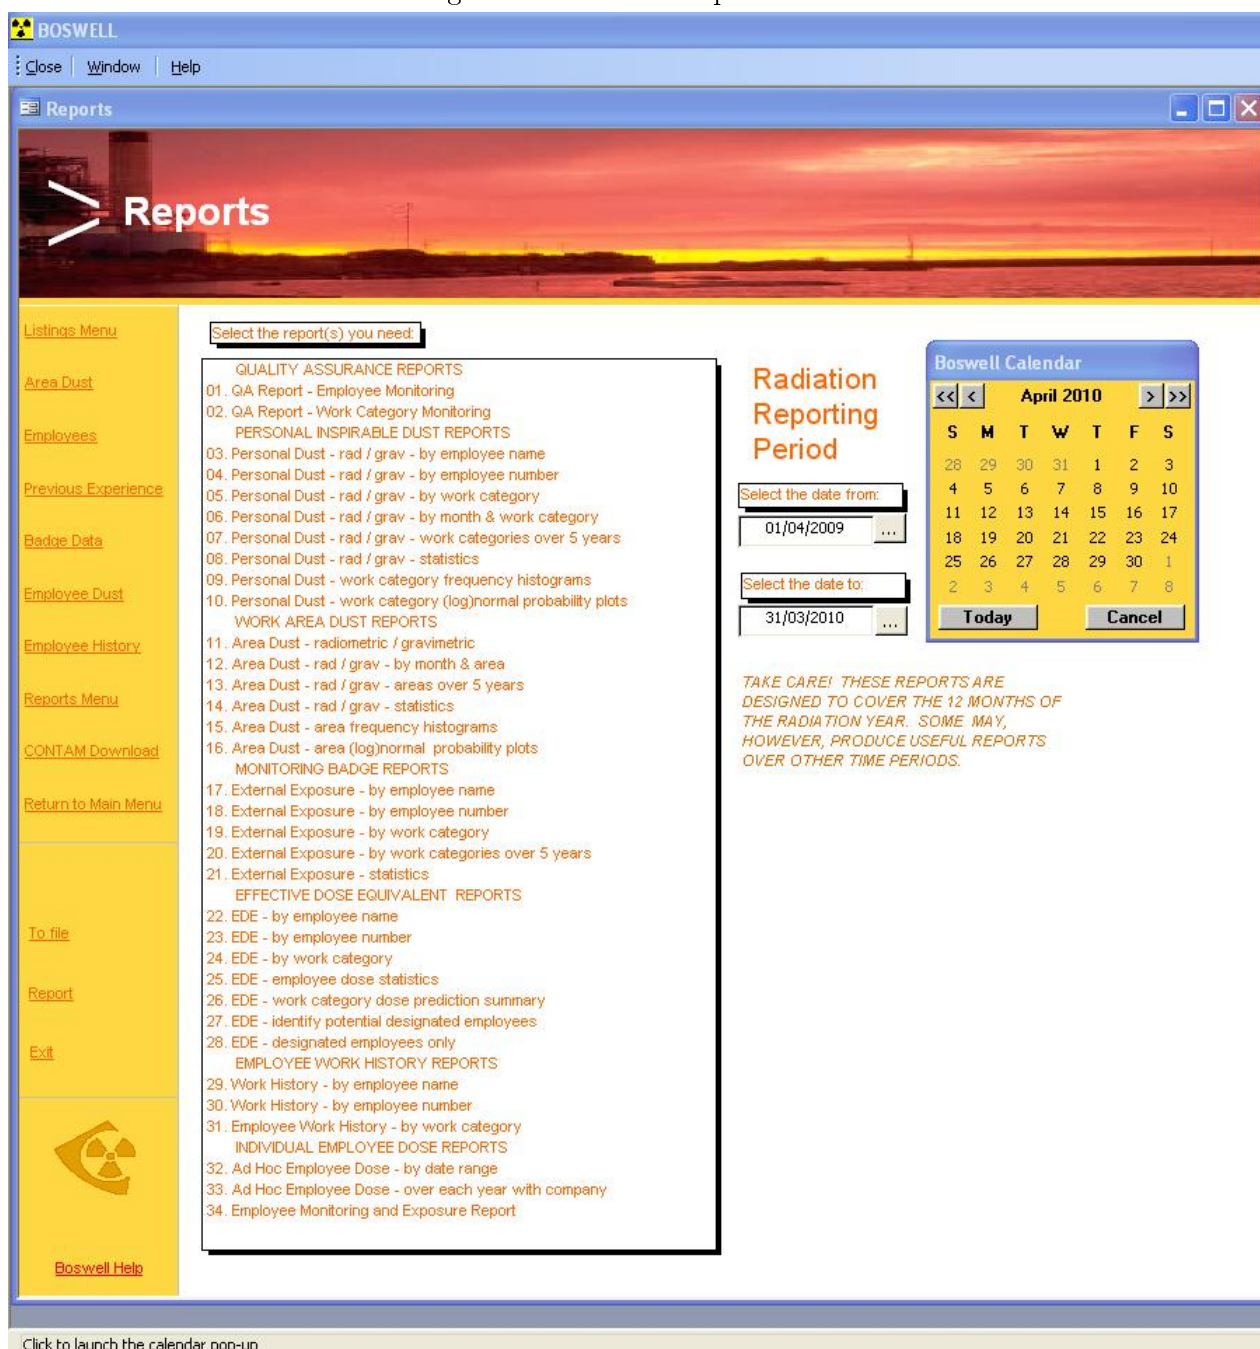 BOSWELL
Close Window Help
Reports
Reports
Listings Menu
Area Dust
Employees
Previous Experience
Badge Data
Employee Dust
Employee History
Reports Menu
CONTAM Download
Return to Main Menu
To file
Report
Exit
Boswell Help
Select the report(s) you need:
QUALITY ASSURANCE REPORTS
01. QA Report - Employee Monitoring
02. QA Report - Work Category Monitoring
PERSONAL INSPIRABLE DUST REPORTS
03. Personal Dust - rad / grav - by employee name
04. Personal Dust - rad / grav - by employee number
05. Personal Dust - rad / grav - by work category
06. Personal Dust - rad / grav - by month & work category
07. Personal Dust - rad / grav - work categories over 5 years
08. Personal Dust - rad / grav - statistics
09. Personal Dust - work category frequency histograms
10. Personal Dust - work category (log)normal probability plots
WORK AREA DUST REPORTS
11. Area Dust - radiometric / gravimetric
12. Area Dust - rad / grav - by month & area
13. Area Dust - rad / grav - areas over 5 years
14. Area Dust - rad / grav - statistics
15. Area Dust - area frequency histograms
16. Area Dust - area (log)normal probability plots
MONITORING BADGE REPORTS
17. External Exposure - by employee name
18. External Exposure - by employee number
19. External Exposure - by work category
20. External Exposure - by work categories over 5 years
21. External Exposure - statistics
EFFECTIVE DOSE EQUIVALENT REPORTS
22. EDE - by employee name
23. EDE - by employee number
24. EDE - by work category
25. EDE - employee dose statistics
26. EDE - work category dose prediction summary
27. EDE - identify potential designated employees
28. EDE - designated employees only
EMPLOYEE WORK HISTORY REPORTS
29. Work History - by employee name
30. Work History - by employee number
31. Employee Work History - by work category
INDIVIDUAL EMPLOYEE DOSE REPORTS
32. Ad Hoc Employee Dose - by date range
33. Ad Hoc Employee Dose - over each year with company
34. Employee Monitoring and Exposure Report
Radiation
Reporting
Period
Select the date from:
01/04/2009 ...
Select the date to:
31/03/2010 ...
Boswell Calendar
<< < April 2010 > >>
S M T W T F S
28 29 30 31 1 2 3
4 5 6 7 8 9 10
11 12 13 14 15 16 17
18 19 20 21 22 23 24
25 26 27 28 29 30 1
2 3 4 5 6 7 8
Today Cancel
TAKE CARE! THESE REPORTS ARE
DESIGNED TO COVER THE 12 MONTHS OF
THE RADIATION YEAR. SOME MAY,
HOWEVER, PRODUCE USEFUL REPORTS
OVER OTHER TIME PERIODS.
Click to launch the calendar pop-up